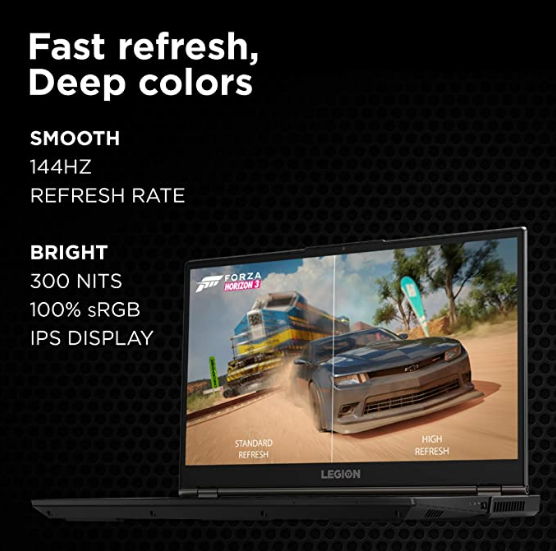 Fast refresh,
Deep colors
SMOOTH
144HZ
REFRESH RATE
BRIGHT
300 NITS
100% sRGB
IPS DISPLAY
FORZA
HORIZON 3
STANDARD
REFRESH
HIGH
REFRESH
LEGION